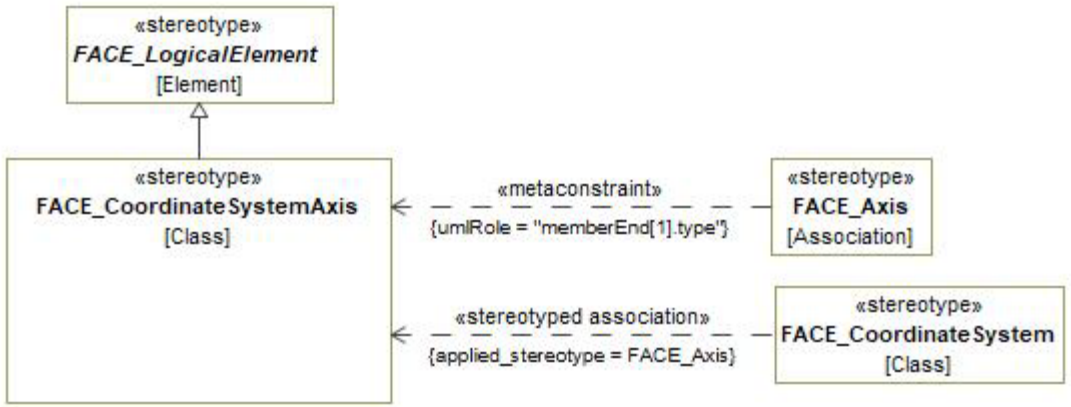 «stereotype»
FACE_LogicalElement
[Element]
«stereotype»
FACE_CoordinateSystemAxis
[Class]
«metaconstraint»
{umlRole = "memberEnd[1].type"}
«stereotype»
FACE_Axis
[Association]
«stereotyped association»
{applied_stereotype = FACE_Axis}
«stereotype»
FACE_CoordinateSystem
[Class]